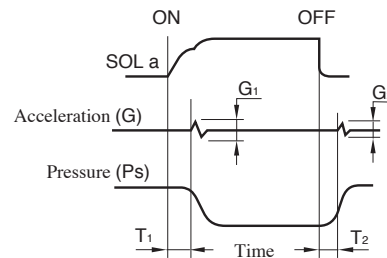 ON OFF
SOL a
G₁ G
Acceleration (G)
Pressure (Ps)
T₁ Time T₂